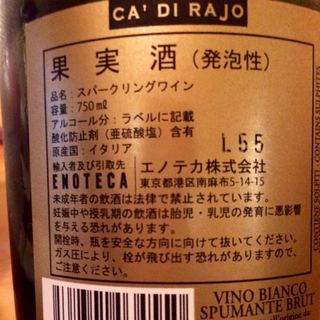 CA' DI RAJO
果実酒（発泡性）
品名：スパークリングワイン
容量：750㎖
アルコール分：ラベルに記載
酸化防止剤（亜硫酸塩）含有
原産国：イタリア
L55
輸入者及び引取先
ENOTECA
エノテカ株式会社
東京都港区南麻布5-14-15
未成年者の飲酒は法律で禁止されています。
妊娠中や授乳期の飲酒は胎児・乳児の発育に悪影響
を与える恐れがあります。
開栓時、瓶を安全な方向に向けて抜いてください。
ガス圧により、栓が飛び出す恐れがありますので、
ご注意ください。
VINO BIANCO
SPUMANTE BRUT
all'origine da:
CONTAINS SULPHITES